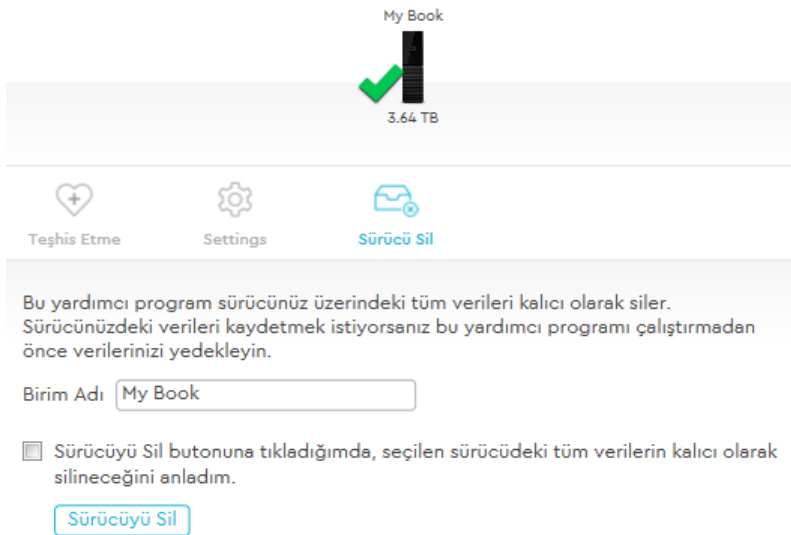 My Book
3.64 TB
Teşhis Etme
Settings
Sürücü Sil
Bu yardımcı program sürücünüz üzerindeki tüm verileri kalıcı olarak siler.
Sürücünüzdeki verileri kaydetmek istiyorsanız bu yardımcı programı çalıştırmadan
önce verilerinizi yedekleyin.
Birim Adı My Book
Sürücüyü Sil butonuna tıkladığımda, seçilen sürücüdeki tüm verilerin kalıcı olarak
silineceğini anladım.
Sürücüyü Sil